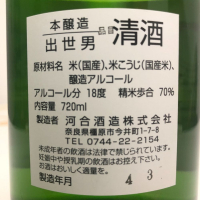 本醸造
出世男
品目 清酒
原材料名 米(国産)、米こうじ(国産米)、
醸造アルコール
アルコール分 18度 精米歩合 70%
内容量 720ml
製造者 河合酒造株式会社
奈良県橿原市今井町1-7-8
TEL 0744-22-2154
未成年者の飲酒は法律で禁じられています。
妊娠中や授乳期の飲酒はお控え下さい。
お酒はおいしく適量を。
製造年月 4 3